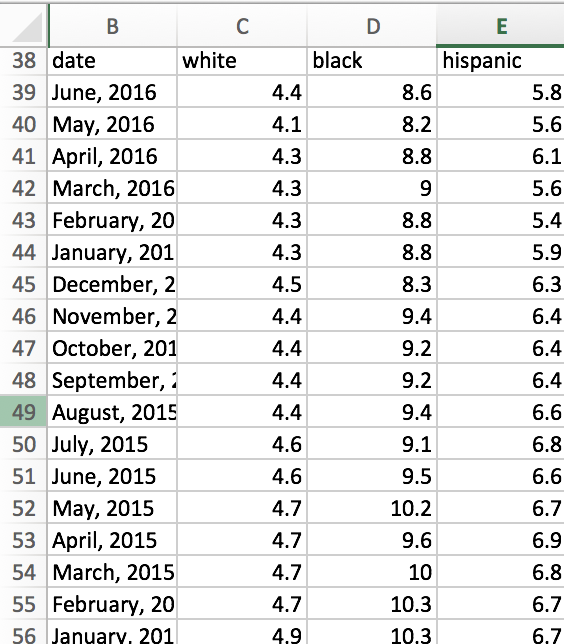 B C D E
38 date white black hispanic
39 June, 2016 4.4 8.6 5.8
40 May, 2016 4.1 8.2 5.6
41 April, 2016 4.3 8.8 6.1
42 March, 2016 4.3 9 5.6
43 February, 20 4.3 8.8 5.4
44 January, 201 4.3 8.8 5.9
45 December, 2 4.5 8.3 6.3
46 November, 2 4.4 9.4 6.4
47 October, 201 4.4 9.2 6.4
48 September, 2 4.4 9.2 6.4
49 August, 2015 4.4 9.4 6.6
50 July, 2015 4.6 9.1 6.8
51 June, 2015 4.6 9.5 6.6
52 May, 2015 4.7 10.2 6.7
53 April, 2015 4.7 9.6 6.9
54 March, 2015 4.7 10 6.8
55 February, 20 4.7 10.3 6.7
56 January, 201 4.9 10.3 6.7